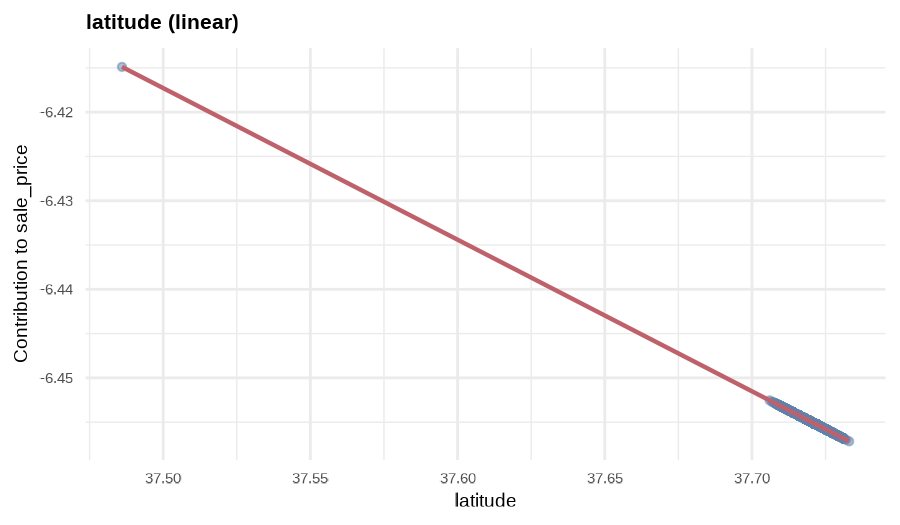 latitude (linear)
Contribution to sale_price
-6.42
-6.43
-6.44
-6.45
37.50 37.55 37.60 37.65 37.70
latitude